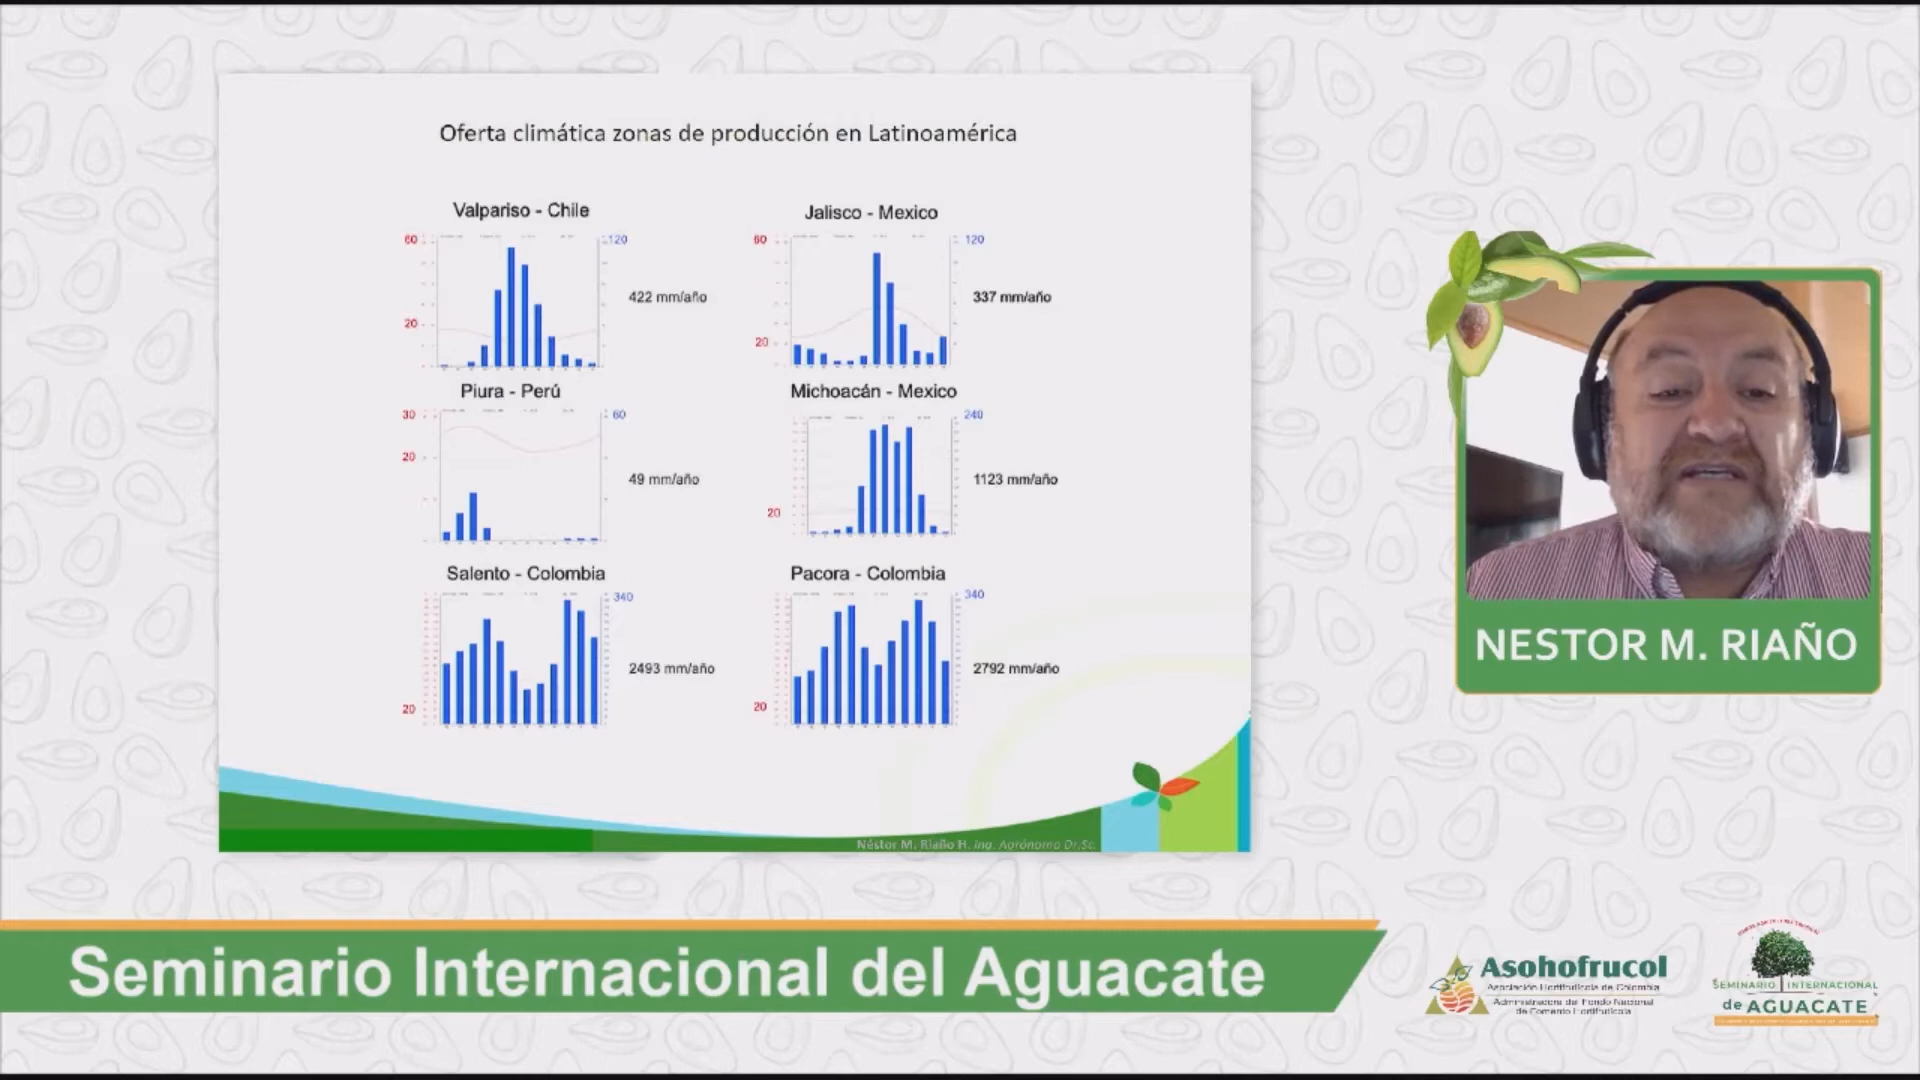 Oferta climática zonas de producción en Latinoamérica
Valpariso - Chile
60
120
20
422 mm/año
Jalisco - Mexico
60
120
20
337 mm/año
Piura - Perú
30
60
20
49 mm/año
Michoacán - Mexico
240
20
1123 mm/año
Salento - Colombia
340
20
2493 mm/año
Pacora - Colombia
340
20
2792 mm/año
Néstor M. Riaño H. Ing. Agrónomo Dr.Sc.
NESTOR M. RIAÑO
Seminario Internacional del Aguacate
Asohofrucol
Asociación Hortifrutícola de Colombia
Administradora del Fondo Nacional
de Fomento Hortifrutícola
SEMINARIO INTERNACIONAL
de AGUACATE